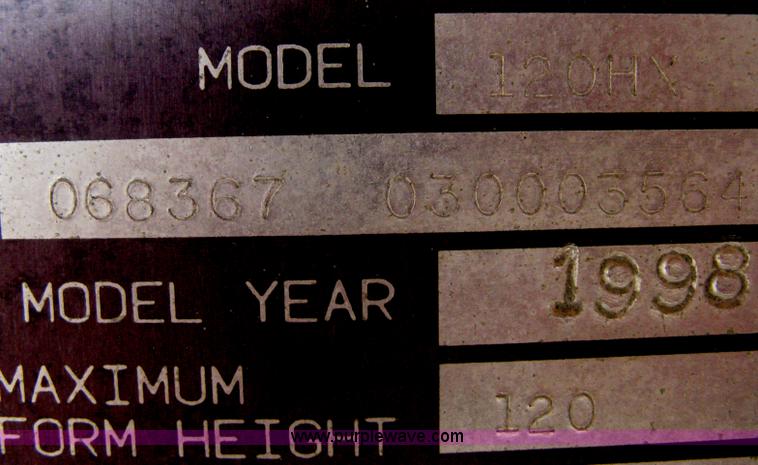 MODEL 120HX
068367 030003564
MODEL YEAR 1998
MAXIMUM
FORM HEIGHT 120
www.purplewave.com